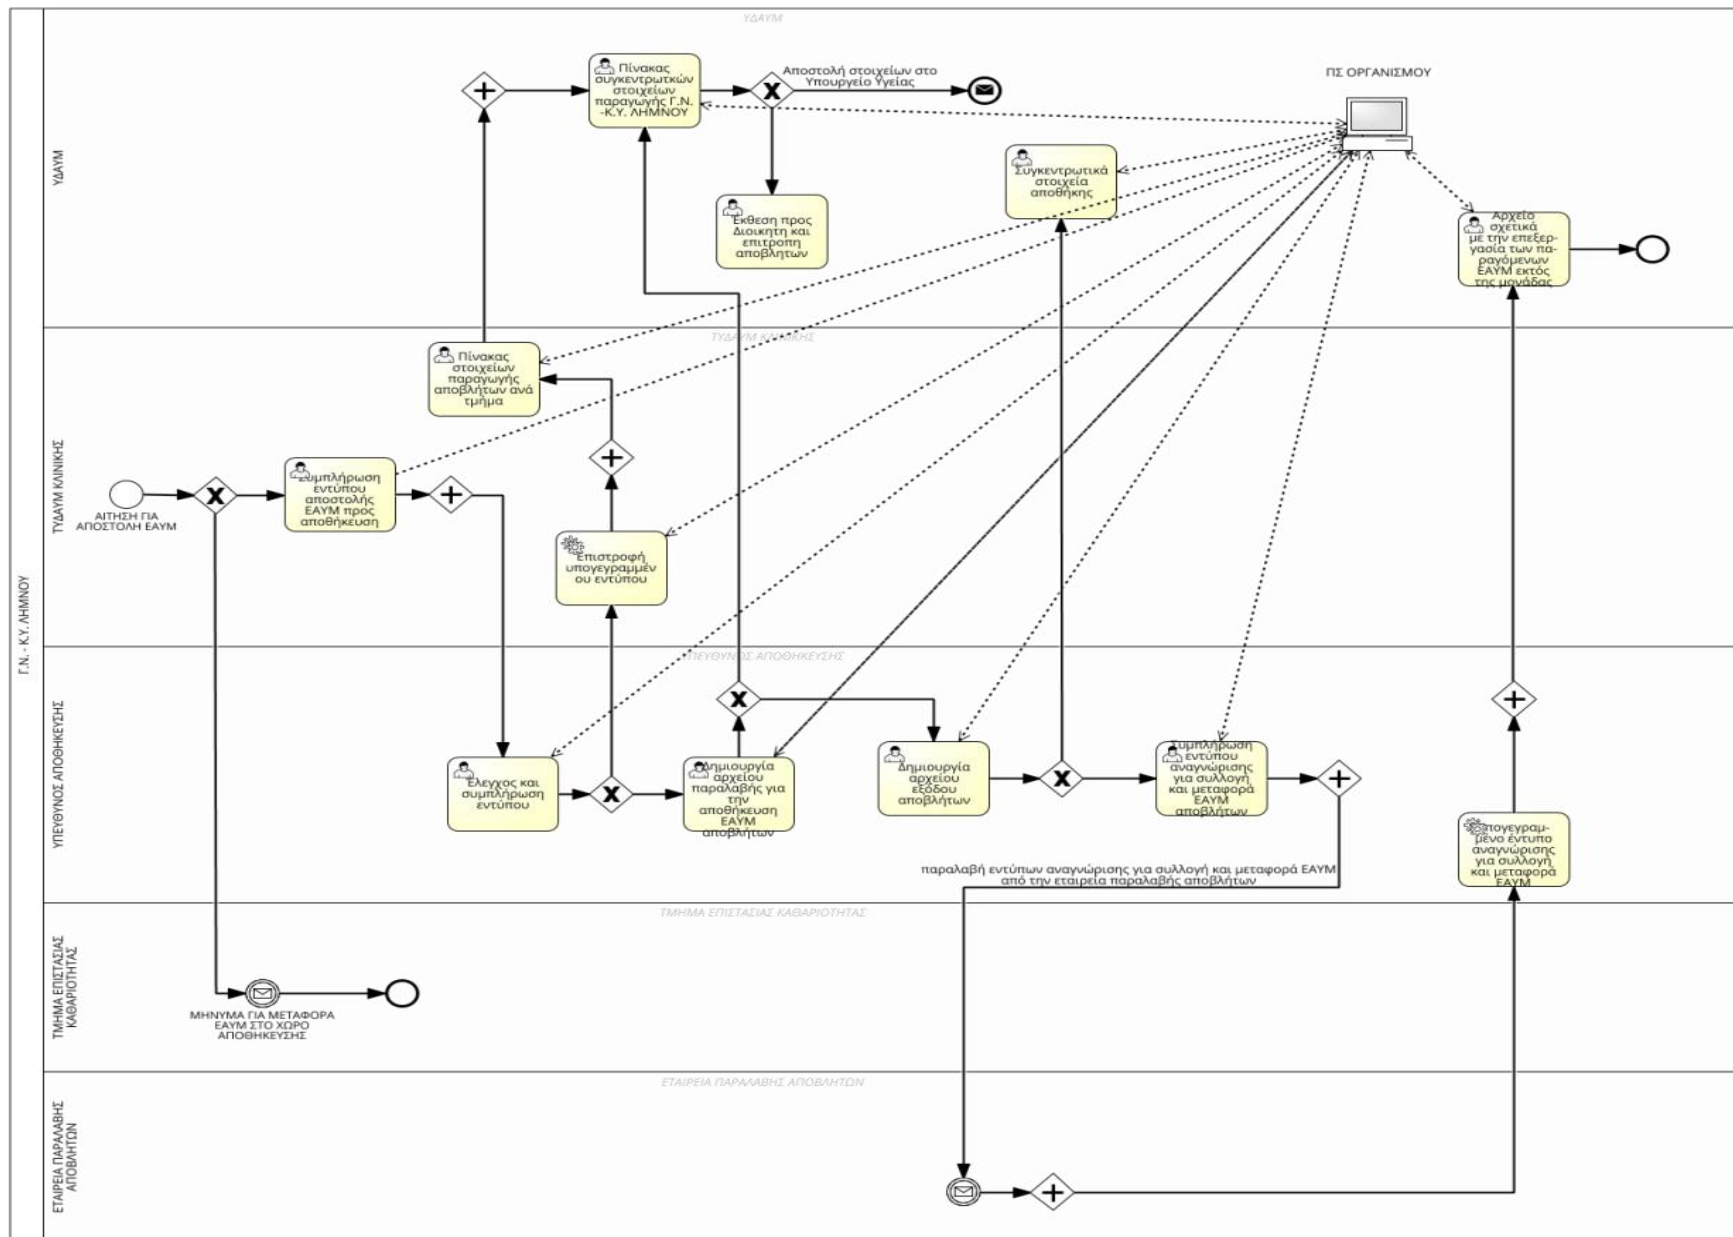 ΥΔΑΥΜ
Πίνακας
συγκεντρωτκών
στοιχείων
παραγωγής Γ.Ν.
-Κ.Υ. ΛΗΜΝΟΥ
Αποστολή στοιχείων στο
Υπουργείο Υγείας
ΠΣ ΟΡΓΑΝΙΣΜΟΥ
ΥΔΑΥΜ
Συγκεντρωτικά
στοιχεία
αποθήκης
Έκθεση προς
Διοικητη και
επιτροπη
αποβλητων
Αρχείο
σχετικά
με την επεξερ-
γασία των πα-
ραγόμενων
ΕΑΥΜ εκτός
της μονάδας
ΤΥΔΑΥΜ ΚΛΙΝΙΚΗΣ
Πίνακας
στοιχείων
παραγωγής
αποβλήτων ανά
τμήμα
ΤΥΔΑΥΜ ΚΛΙΝΙΚΗΣ
ΑΙΤΗΣΗ ΓΙΑ
ΑΠΟΣΤΟΛΗ ΕΑΥΜ
Συμπλήρωση
εντύπου
αποστολής
ΕΑΥΜ προς
αποθήκευση
Επιστροφή
υπογεγραμμέν
ου εντύπου
Γ.Ν. - Κ.Υ. ΛΗΜΝΟΥ
ΥΠΕΥΘΥΝΟΣ ΑΠΟΘΗΚΕΥΣΗΣ
ΥΠΕΥΘΥΝΟΣ ΑΠΟΘΗΚΕΥΣΗΣ
Έλεγχος και
συμπλήρωση
εντύπου
Δημιουργία
αρχείου
παραλαβής για
την
αποθήκευση
ΕΑΥΜ
αποβλήτων
Δημιουργία
αρχείου
εξόδου
αποβλήτων
Συμπλήρωση
εντύπου
αναγνώρισης
για συλλογή
και μεταφορά
ΕΑΥΜ
αποβλήτων
Υπογεγραμ-
μένο έντυπο
αναγνώρισης
για συλλογή
και μεταφορά
ΕΑΥΜ
παραλαβή εντύπων αναγνώρισης για συλλογή και μεταφορά ΕΑΥΜ
από την εταιρεία παραλαβής αποβλήτων
ΤΜΗΜΑ ΕΠΙΣΤΑΣΙΑΣ ΚΑΘΑΡΙΟΤΗΤΑΣ
ΤΜΗΜΑ ΕΠΙΣΤΑΣΙΑΣ
ΚΑΘΑΡΙΟΤΗΤΑΣ
ΜΗΝΥΜΑ ΓΙΑ ΜΕΤΑΦΟΡΑ
ΕΑΥΜ ΣΤΟ ΧΩΡΟ
ΑΠΟΘΗΚΕΥΣΗΣ
ΕΤΑΙΡΕΙΑ ΠΑΡΑΛΑΒΗΣ ΑΠΟΒΛΗΤΩΝ
ΕΤΑΙΡΕΙΑ ΠΑΡΑΛΑΒΗΣ
ΑΠΟΒΛΗΤΩΝ